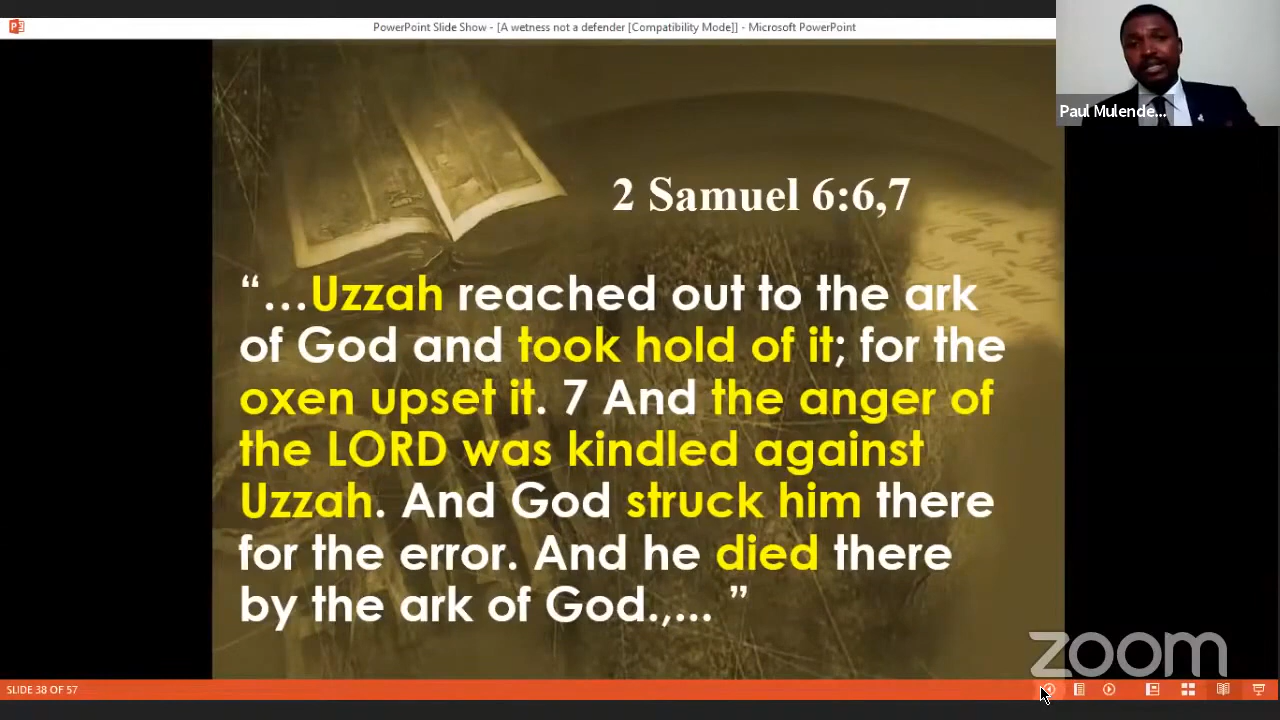 PowerPoint Slide Show - [A wetness not a defender [Compatibility Mode]] - Microsoft PowerPoint
Paul Mulende...
2 Samuel 6:6,7
“...Uzzah reached out to the ark
of God and took hold of it; for the
oxen upset it. 7 And the anger of
the LORD was kindled against
Uzzah. And God struck him there
for the error. And he died there
by the ark of God.,... ”
zoom
SLIDE 38 OF 57